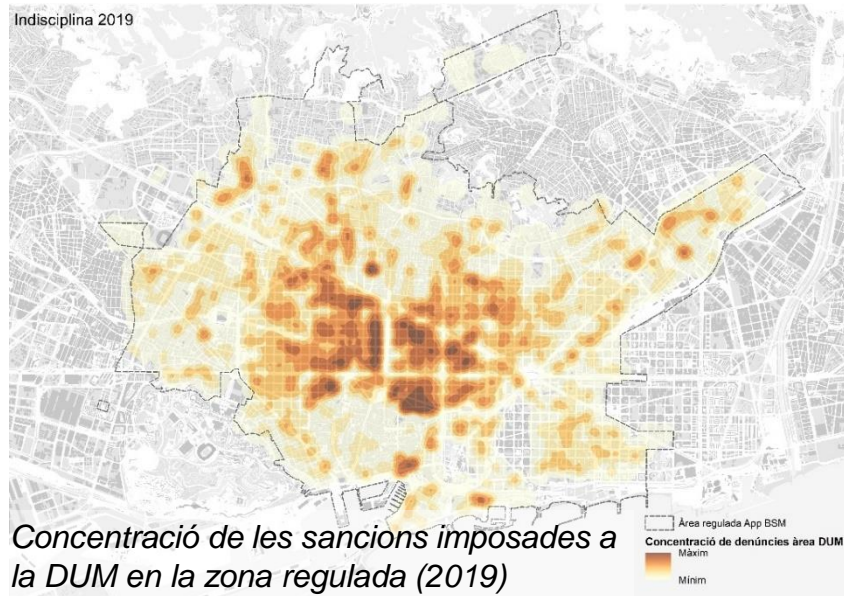 Indisciplina 2019
Concentració de les sancions imposades a
la DUM en la zona regulada (2019)
Àrea regulada App BSM
Concentració de denúncies àrea DUM
Màxim
Mínim